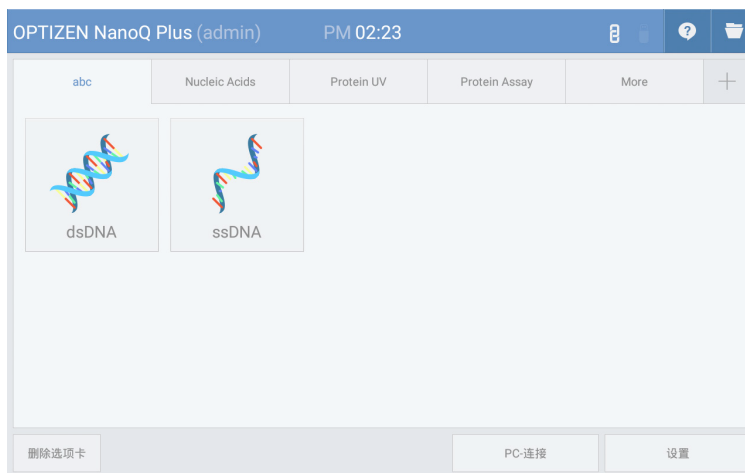 OPTIZEN NanoQ Plus (admin) PM 02:23
abc Nucleic Acids Protein UV Protein Assay More
dsDNA ssDNA
删除选项卡 PC-连接 设置